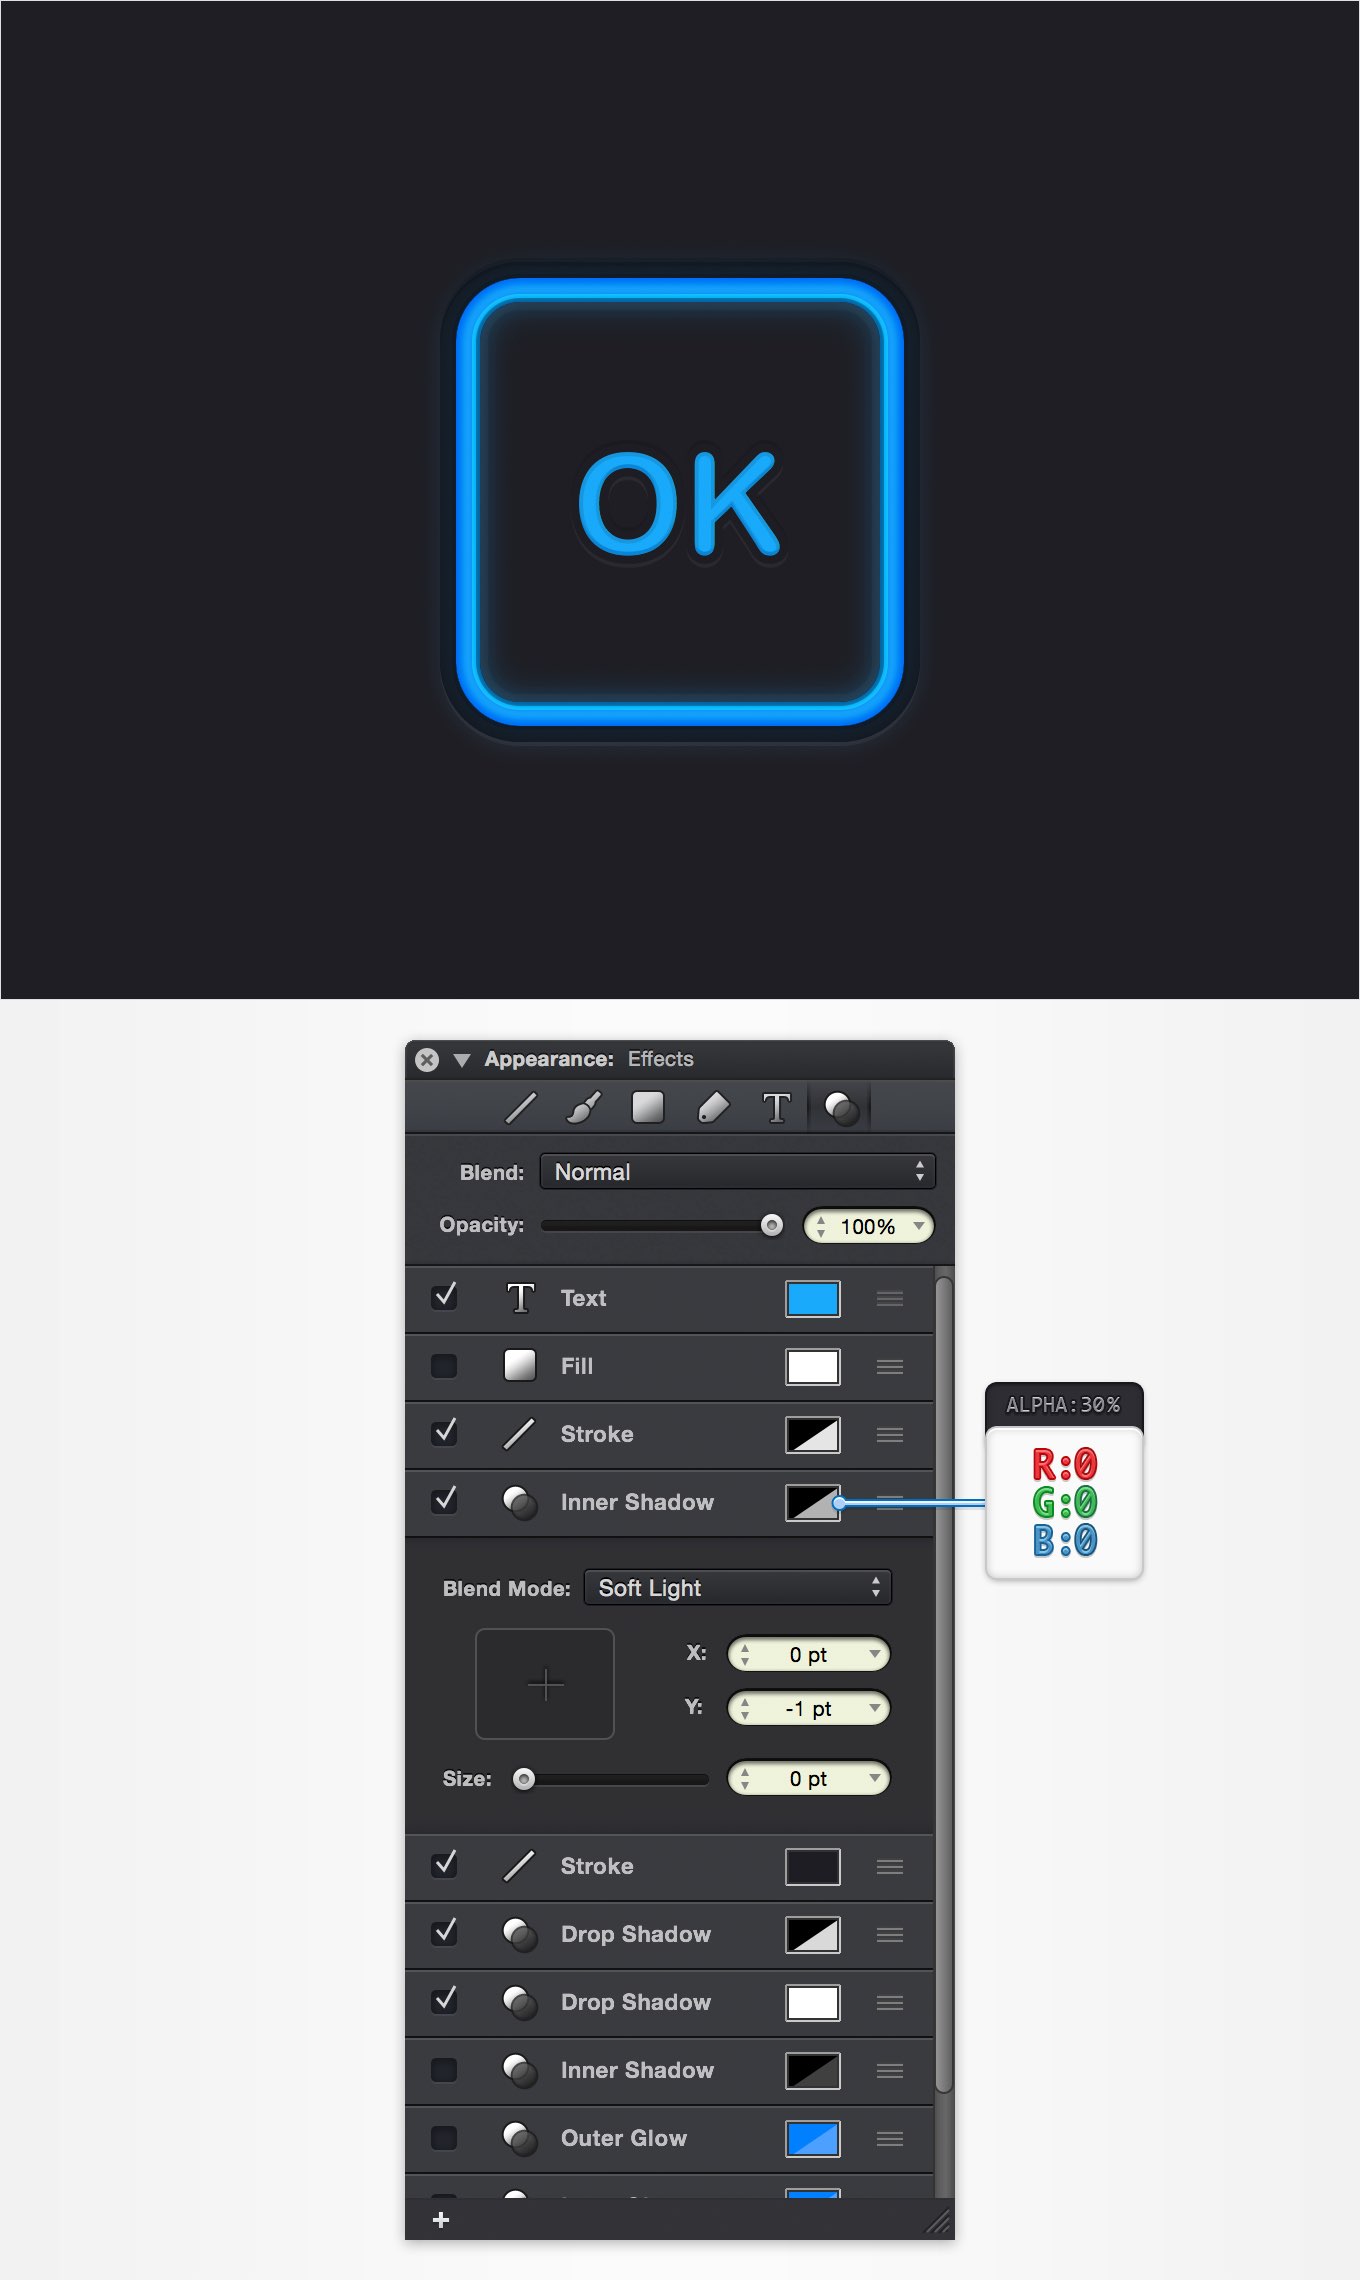 OK
Appearance: Effects
T
Blend: Normal
Opacity: 100%
T Text
Fill
ALPHA:30%
Stroke
R:0
Inner Shadow
G:0
B:0
Blend Mode: Soft Light
X: 0 pt
Y: -1 pt
Size: 0 pt
Stroke
Drop Shadow
Drop Shadow
Inner Shadow
Outer Glow